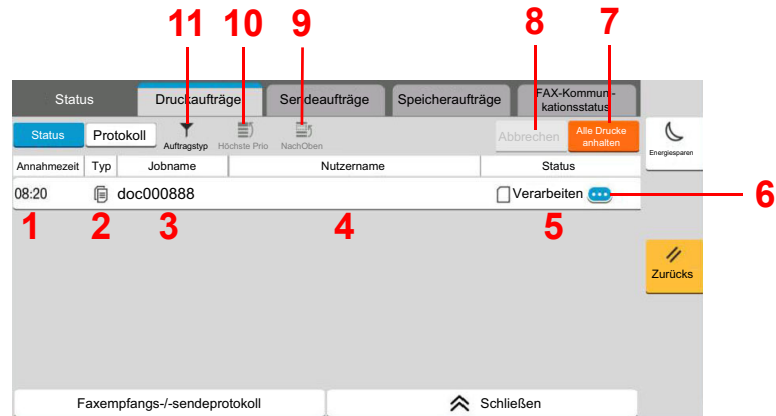 11 10 9 8 7
Status Druckaufträge Sendeaufträge Speicheraufträge FAX-Kommuni-
kationsstatus
Status Protokoll Auftragstyp Höchste Prio NachOben Abbrechen Alle Drucke
anhalten
Energiesparen
Annahmezeit Typ Jobname Nutzername Status
08:20 doc000888 Verarbeiten 6
1 2 3 4 5
Zurücks
Faxempfangs-/-sendeprotokoll Schließen